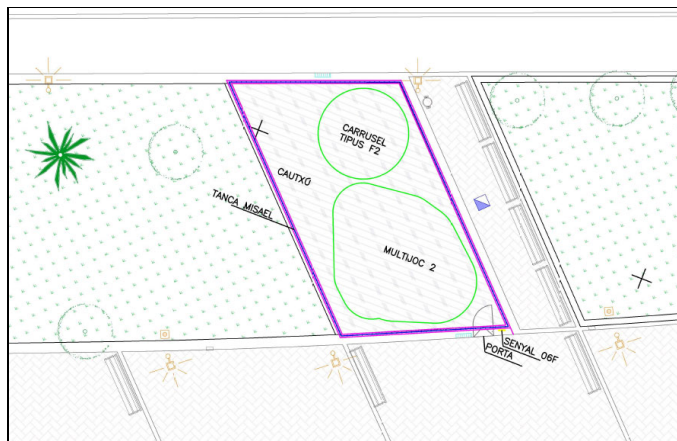 CARRUSEL
TIPUS F2
CAUTXÚ
TANCA MISAEL
MULTIJOC 2
SENYAL 06F
PORTA